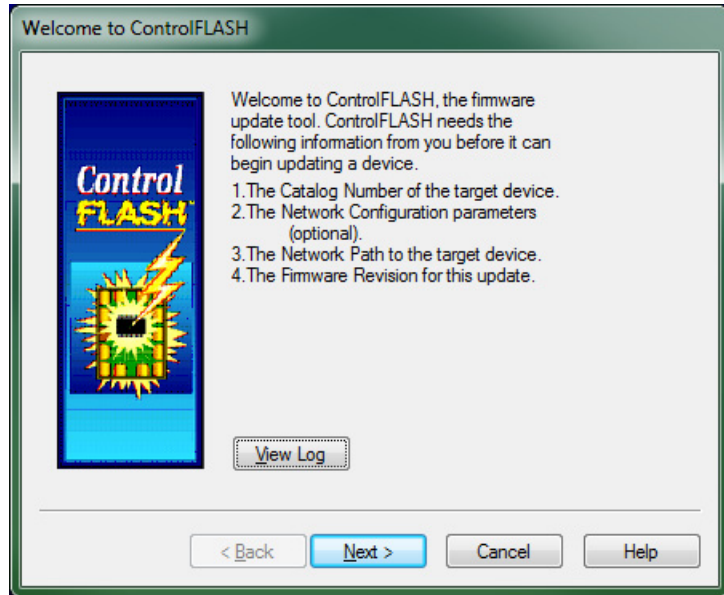 Welcome to ControlFLASH
Control
FLASH
Welcome to ControlFLASH, the firmware
update tool. ControlFLASH needs the
following information from you before it can
begin updating a device.
1.The Catalog Number of the target device.
2.The Network Configuration parameters
(optional).
3.The Network Path to the target device.
4.The Firmware Revision for this update.
View Log
< Back
Next >
Cancel
Help